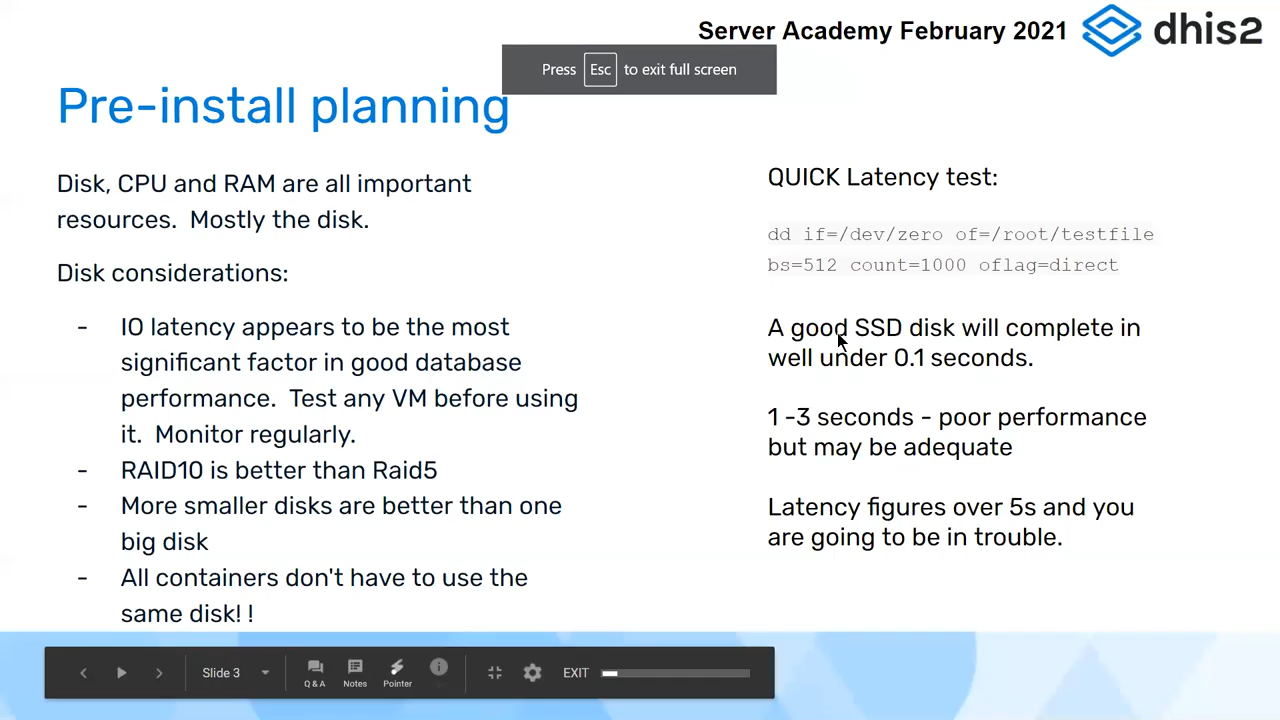 Server Academy February 2021
dhis2
Press Esc to exit full screen
Pre-install planning
Disk, CPU and RAM are all important
resources. Mostly the disk.
Disk considerations:
- IO latency appears to be the most
significant factor in good database
performance. Test any VM before using
it. Monitor regularly.
- RAID10 is better than Raid5
- More smaller disks are better than one
big disk
- All containers don't have to use the
same disk! !
QUICK Latency test:
dd if=/dev/zero of=/root/testfile
bs=512 count=1000 oflag=direct
A good SSD disk will complete in
well under 0.1 seconds.
1 -3 seconds - poor performance
but may be adequate
Latency figures over 5s and you
are going to be in trouble.
Slide 3
Q & A
Notes
Pointer
EXIT